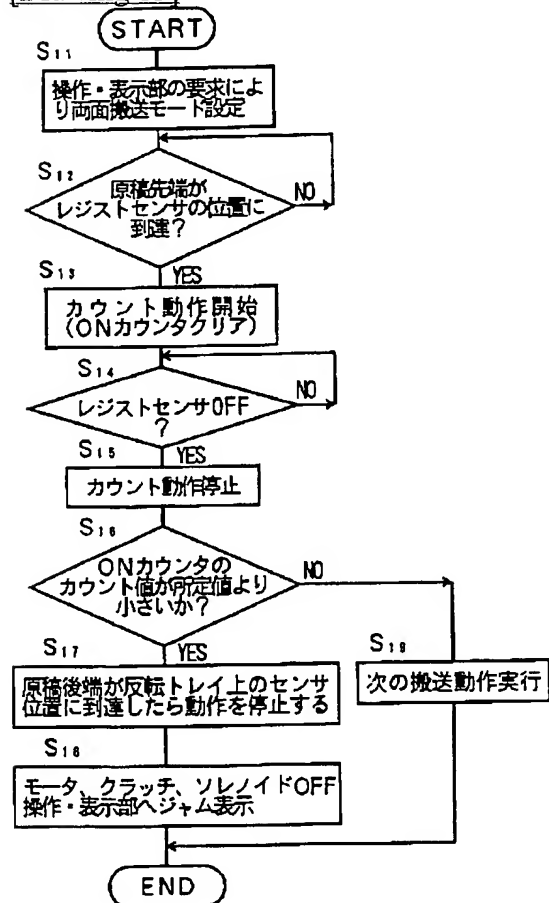 START
S11
操作・表示部の要求によ
り両面搬送モード設定
S12
原稿先端が
レジストセンサの位置に
到達?
NO
S13
YES
カウント動作開始
(ONカウンタクリア)
S14
レジストセンサOFF
?
NO
S15
YES
カウント動作停止
S16
ONカウンタの
カウント値が所定値より
小さいか?
NO
S17
YES
原稿後端が反転トレイ上のセンサ
位置に到達したら動作を停止する
S19
次の搬送動作実行
S18
モータ、クラッチ、ソレノイドOFF
操作・表示部へジャム表示
END